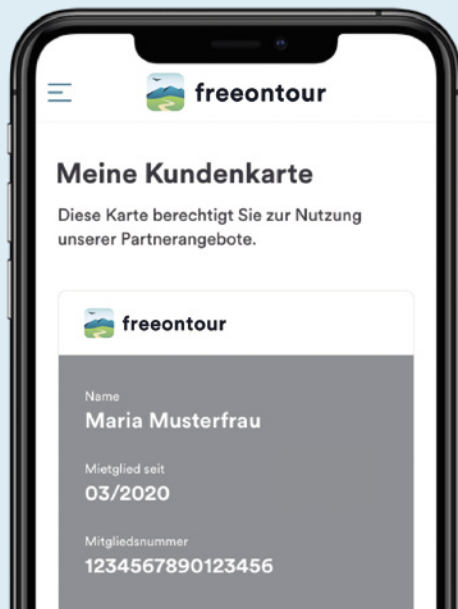 freeontour
Meine Kundenkarte
Diese Karte berechtigt Sie zur Nutzung
unserer Partnerangebote.
freeontour
Name
Maria Musterfrau
Mietglied seit
03/2020
Mitgliedsnummer
1234567890123456